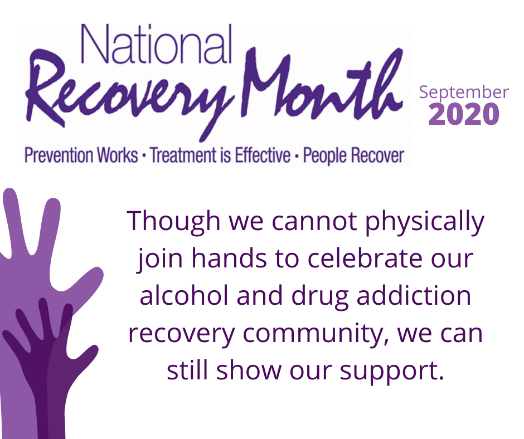 National
Recovery Month
September
2020
Prevention Works • Treatment is Effective • People Recover
Though we cannot physically
join hands to celebrate our
alcohol and drug addiction
recovery community, we can
still show our support.